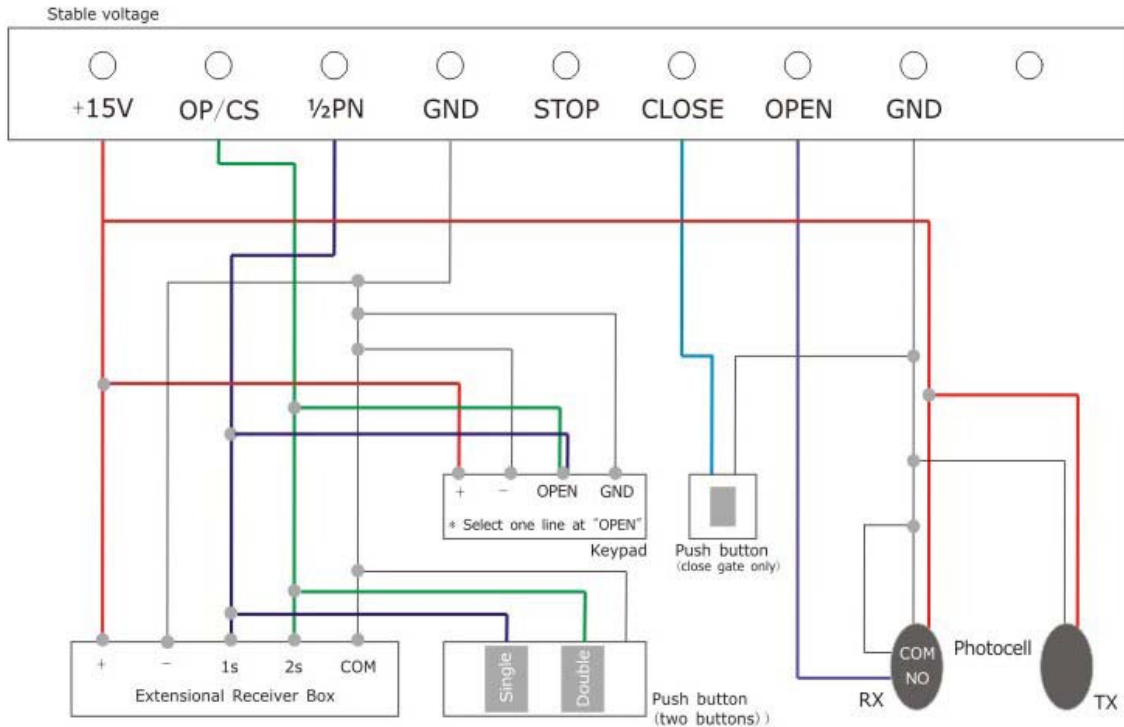 Stable voltage
+15V OP/CS ½PN GND STOP CLOSE OPEN GND
+ − OPEN GND
* Select one line at "OPEN"
Keypad
Push button
(close gate only)
+ − 1s 2s COM
Extensional Receiver Box
Single Double
Push button
(two buttons))
COM
NO
RX
Photocell
TX